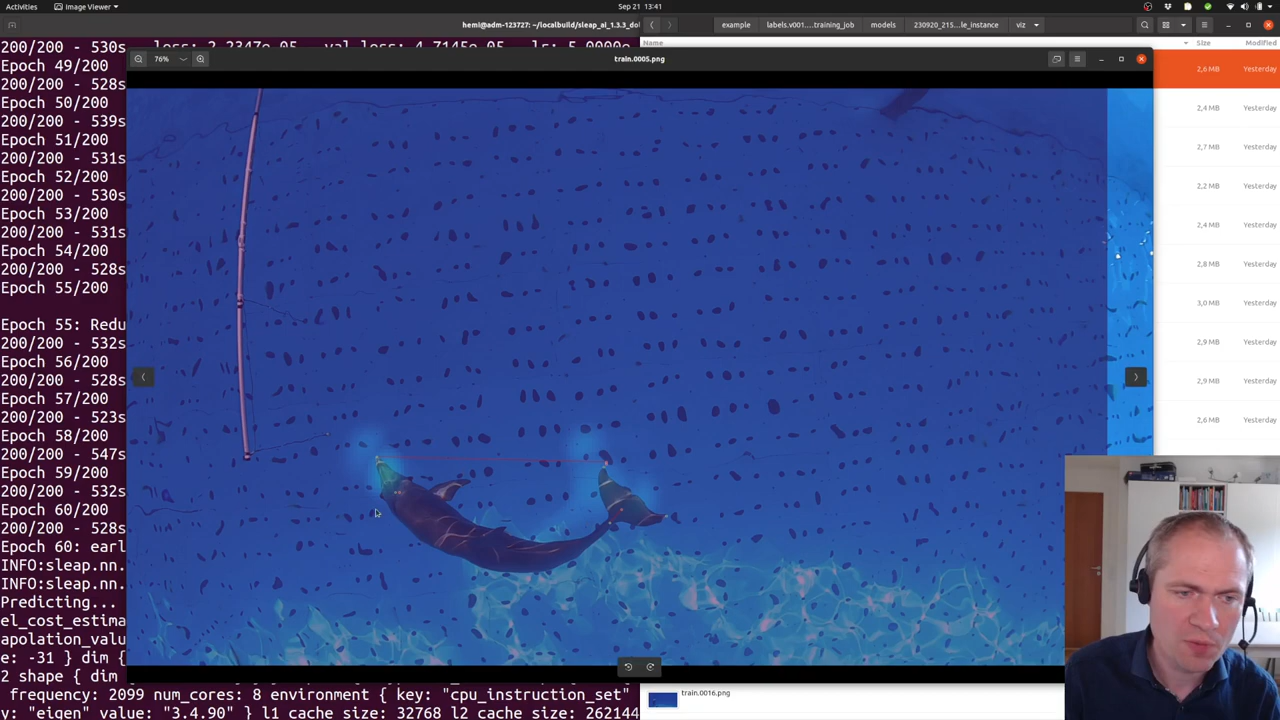 Activities
Image Viewer
Sep 21 13:41
hemi@adm-123727: ~/localbuild/sleap_ai_1.3.3_do
example
labels.v001....training_job
models
230920_215...le_instance
viz
Name
Size
Modified
76%
train.0005.png
2,6 MB Yesterday
2,4 MB Yesterday
2,7 MB Yesterday
2,2 MB Yesterday
2,4 MB Yesterday
2,8 MB Yesterday
3,0 MB Yesterday
2,9 MB Yesterday
2,9 MB Yesterday
2,6 MB Yesterday
train.0016.png
200/200 - 530s
Epoch 49/200
200/200 - 528s
Epoch 50/200
200/200 - 539s
Epoch 51/200
200/200 - 531s
Epoch 52/200
200/200 - 530s
Epoch 53/200
200/200 - 531s
Epoch 54/200
200/200 - 528s
Epoch 55/200
Epoch 55: Redu
200/200 - 532s
Epoch 56/200
200/200 - 528s
Epoch 57/200
200/200 - 523s
Epoch 58/200
200/200 - 547s
Epoch 59/200
200/200 - 532s
Epoch 60/200
200/200 - 528s
Epoch 60: earl
INFO:sleap.nn.
INFO:sleap.nn.
Predicting...
el_cost_estima
apolation_valu
e: -31 } dim {
2 shape { dim
frequency: 2099 num_cores: 8 environment { key: "cpu_instruction_set"
y: "eigen" value: "3.4.90" } l1_cache_size: 32768 l2_cache_size: 262144